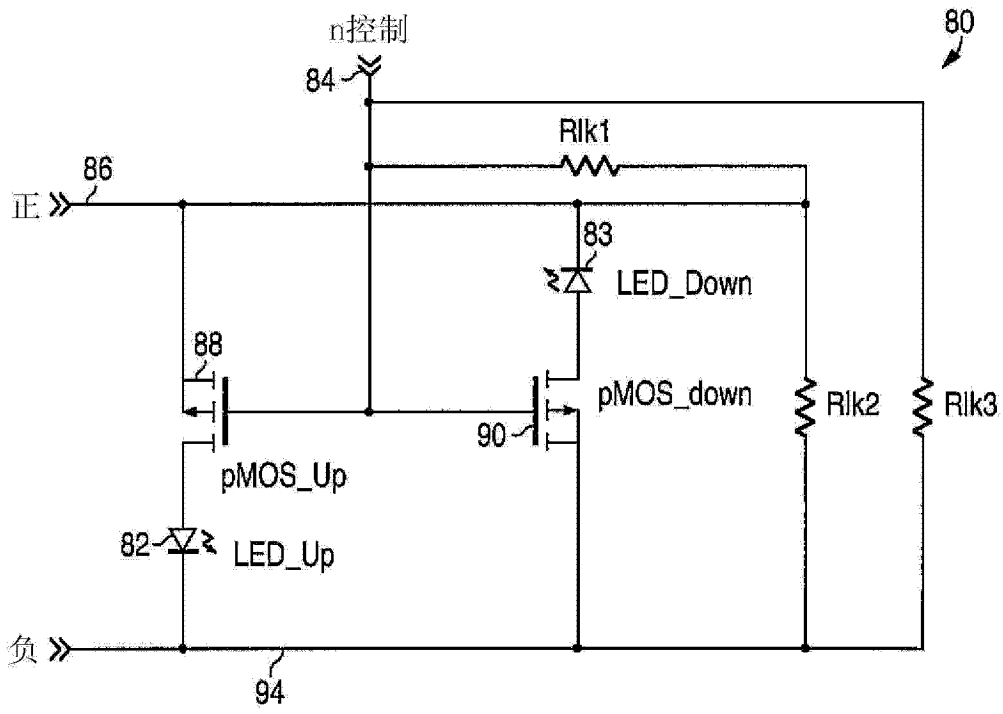 80
n控制
84
Rlk1
86
正
83
LED_Down
88
pMOS_down
90
Rlk2
Rlk3
pMOS_Up
82
LED_Up
负
94